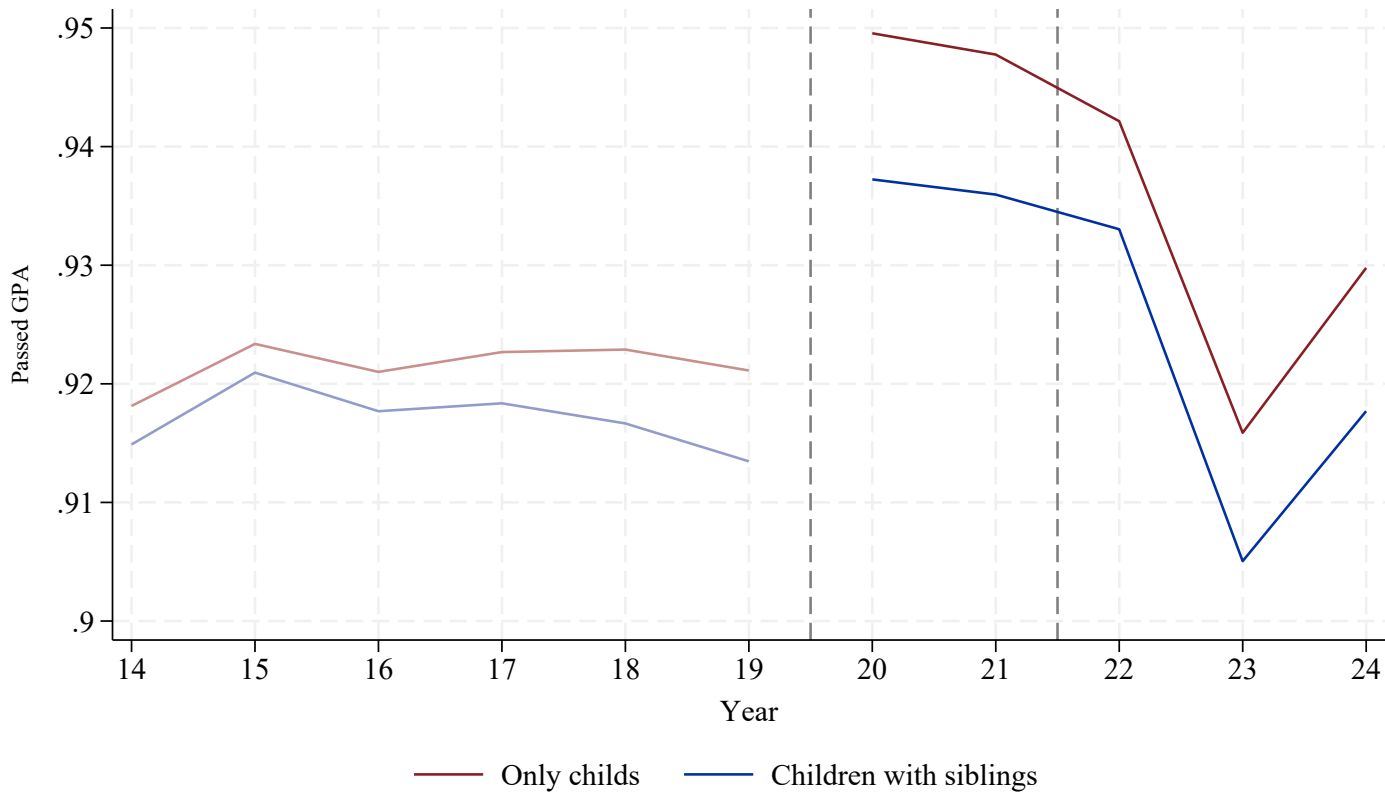 .95
.94
.93
.92
.91
.9
Passed GPA
14 15 16 17 18 19 20 21 22 23 24
Year
Only childs Children with siblings